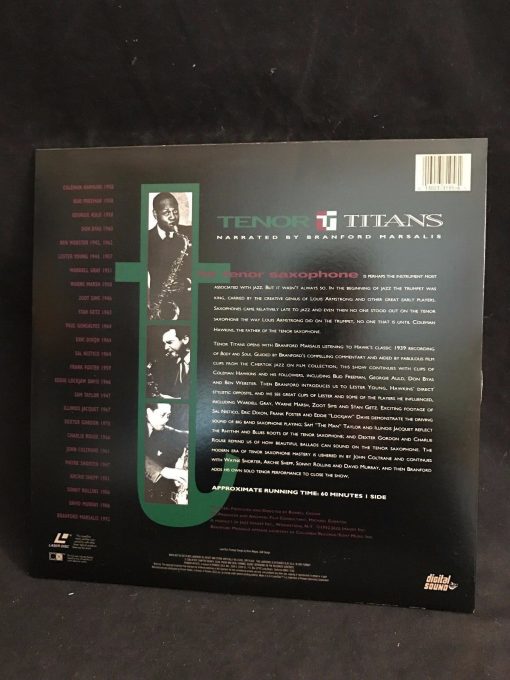 COLEMAN HAWKINS 1958
BUD FREEMAN 1958
GEORGIE AULD 1958
DON BYAS 1960
BEN WEBSTER 1941, 1962
LESTER YOUNG 1944, 1957
WARDELL GRAY 1951
WARNE MARSH 1958
ZOOT SIMS 1956
STAN GETZ 1964
PAUL GONSALVES 1964
ERIC DIXON 1964
SAL NISTICO 1965
FRANK FOSTER 1959
EDDIE LOCKJAW DAVIS 1966
SAM TAYLOR 1947
ILLINOIS JACQUET 1967
DEXTER GORDON 1970
CHARLIE ROUSE 1966
JOHN COLTRANE 1961
WAYNE SHORTER 1967
ARCHIE SHEPP 1981
SONNY ROLLINS 1986
DAVID MURRAY 1986
BRANFORD MARSALIS 1992
t
TENOR TT TITANS
NARRATED BY BRANFORD MARSALIS
tenor saxophone IS PERHAPS THE INSTRUMENT MOST
ASSOCIATED WITH JAZZ. BUT IT WASN'T ALWAYS SO. IN THE BEGINNING OF JAZZ THE TRUMPET WAS
KING, CARRIED BY THE CREATIVE GENIUS OF LOUIS ARMSTRONG AND OTHER GREAT EARLY PLAYERS.
SAXOPHONES CAME RELATIVELY LATE TO JAZZ AND EVEN THEN NO ONE STOOD OUT ON THE TENOR
SAXOPHONE THE WAY LOUIS ARMSTRONG DID ON THE TRUMPET, NO ONE THAT IS UNTIL COLEMAN
HAWKINS, THE FATHER OF THE TENOR SAXOPHONE.
TENOR TITANS OPENS WITH BRANFORD MARSALIS LISTENING TO HAWK'S CLASSIC 1939 RECORDING
OF BODY AND SOUL. GUIDED BY BRANFORD'S COMPELLING COMMENTARY AND AIDED BY FABULOUS FILM
CLIPS FROM THE CHERTOK JAZZ ON FILM COLLECTION, THIS SHOW CONTINUES WITH CLIPS OF
COLEMAN HAWKINS AND HIS FOLLOWERS, INCLUDING BUD FREEMAN, GEORGIE AULD, DON BYAS
AND BEN WEBSTER. THEN BRANFORD INTRODUCES US TO LESTER YOUNG, HAWKINS' DIRECT
STYLISTIC OPPOSITE, AND HE SEE GREAT CLIPS OF LESTER AND SOME OF THE PLAYERS HE INFLUENCED,
INCLUDING WARDELL GRAY, WARNE MARSH, ZOOT SIMS AND STAN GETZ. EXCITING FOOTAGE OF
SAL NISTICO, ERIC DIXON, FRANK FOSTER AND EDDIE "LOCKJAW" DAVIS DEMONSTRATE THE DRIVING
SOUND OF BIG BAND SAXOPHONE PLAYING; SAM "THE MAN" TAYLOR AND ILLINOIS JACQUET REFLECT
THE RHYTHM AND BLUES ROOTS OF THE TENOR SAXOPHONE; AND DEXTER GORDON AND CHARLIE
ROUSE REMIND US OF HOW BEAUTIFUL BALLADS CAN SOUND ON THE TENOR SAXOPHONE. THE
MODERN ERA OF TENOR SAXOPHONE MASTERY IS USHERED IN BY JOHN COLTRANE AND CONTINUES
WITH WAYNE SHORTER, ARCHIE SHEPP, SONNY ROLLINS AND DAVID MURRAY, AND THEN BRANFORD
ADDS HIS OWN SOLO TENOR PERFORMANCE TO CLOSE THE SHOW.
APPROXIMATE RUNNING TIME: 60 MINUTES 1 SIDE
LASER DISC
digital
SOUND